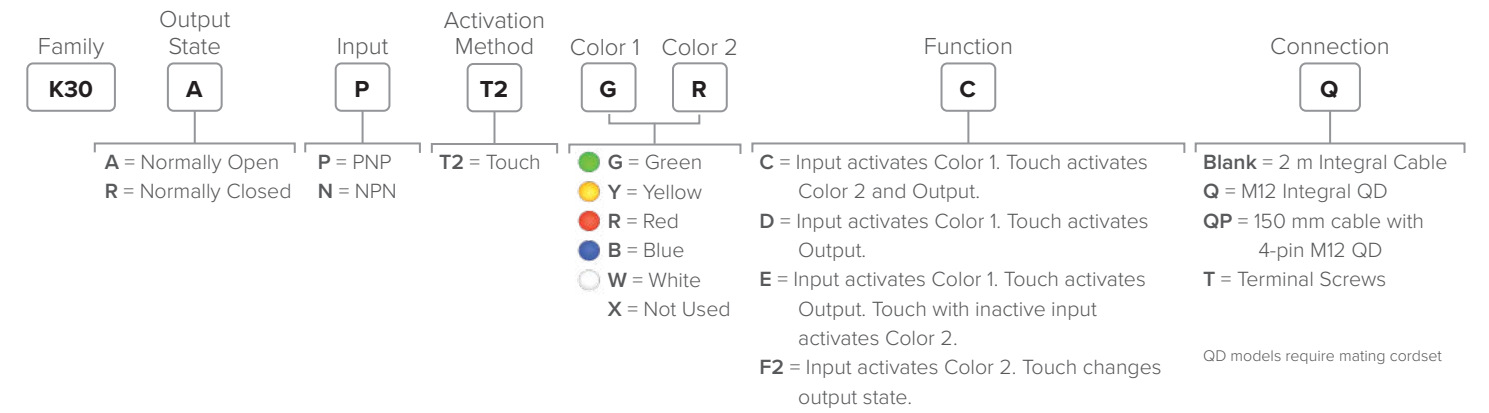 Family
Output
State
Input
Activation
Method
Color 1
Color 2
Function
Connection
K30
A
P
T2
G
R
C
Q
A = Normally Open
R = Normally Closed
P = PNP
N = NPN
T2 = Touch
G = Green
Y = Yellow
R = Red
B = Blue
W = White
X = Not Used
C = Input activates Color 1. Touch activates
Color 2 and Output.
D = Input activates Color 1. Touch activates
Output.
E = Input activates Color 1. Touch activates
Output. Touch with inactive input
activates Color 2.
F2 = Input activates Color 2. Touch changes
output state.
Blank = 2 m Integral Cable
Q = M12 Integral QD
QP = 150 mm cable with
4-pin M12 QD
T = Terminal Screws
QD models require mating cordset